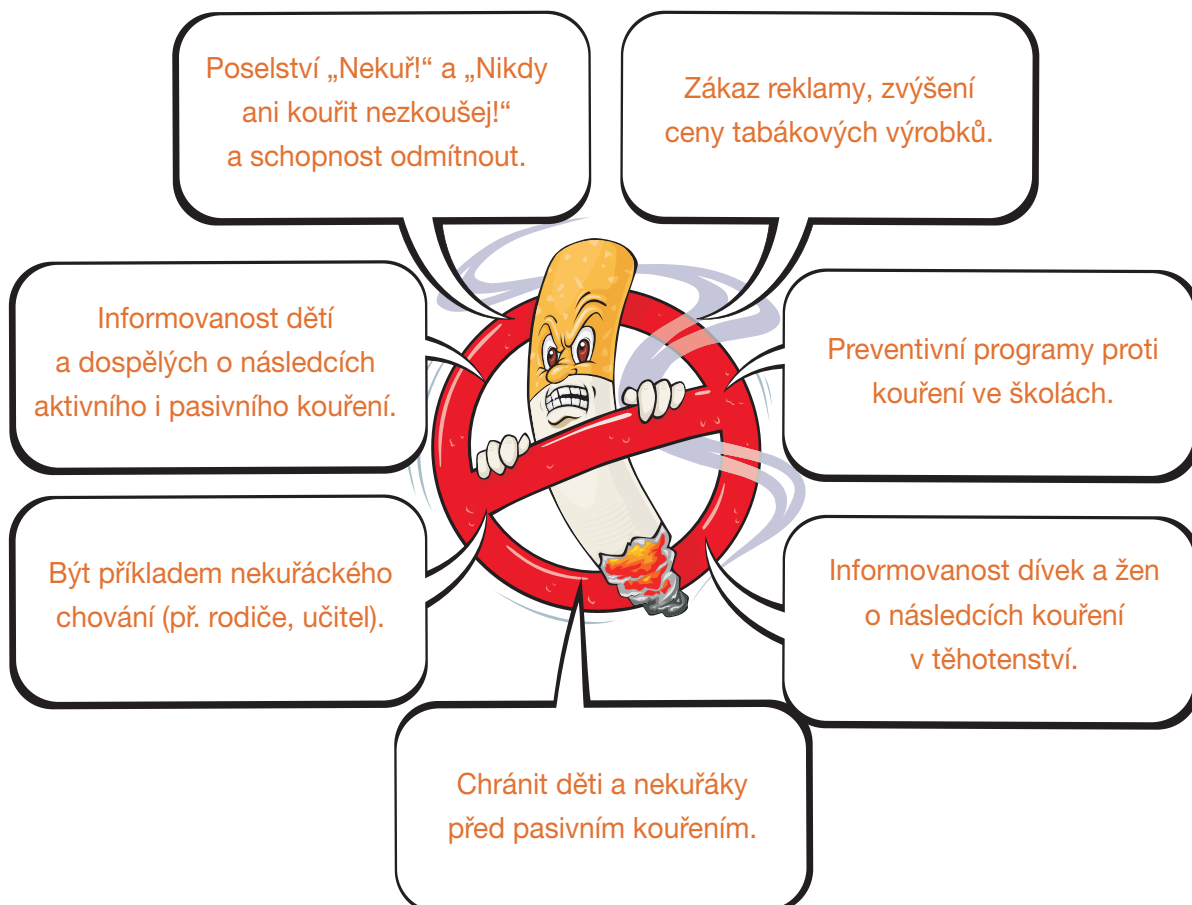 Poselství „Nekuř!“ a „Nikdy
ani kouřit nezkoušej!“
a schopnost odmítnout.
Zákaz reklamy, zvýšení
ceny tabákových výrobků.
Informovanost dětí
a dospělých o následcích
aktivního i pasivního kouření.
Preventivní programy proti
kouření ve školách.
Být příkladem nekuřáckého
chování (př. rodiče, učitel).
Informovanost dívek a žen
o následcích kouření
v těhotenství.
Chránit děti a nekuřáky
před pasivním kouřením.